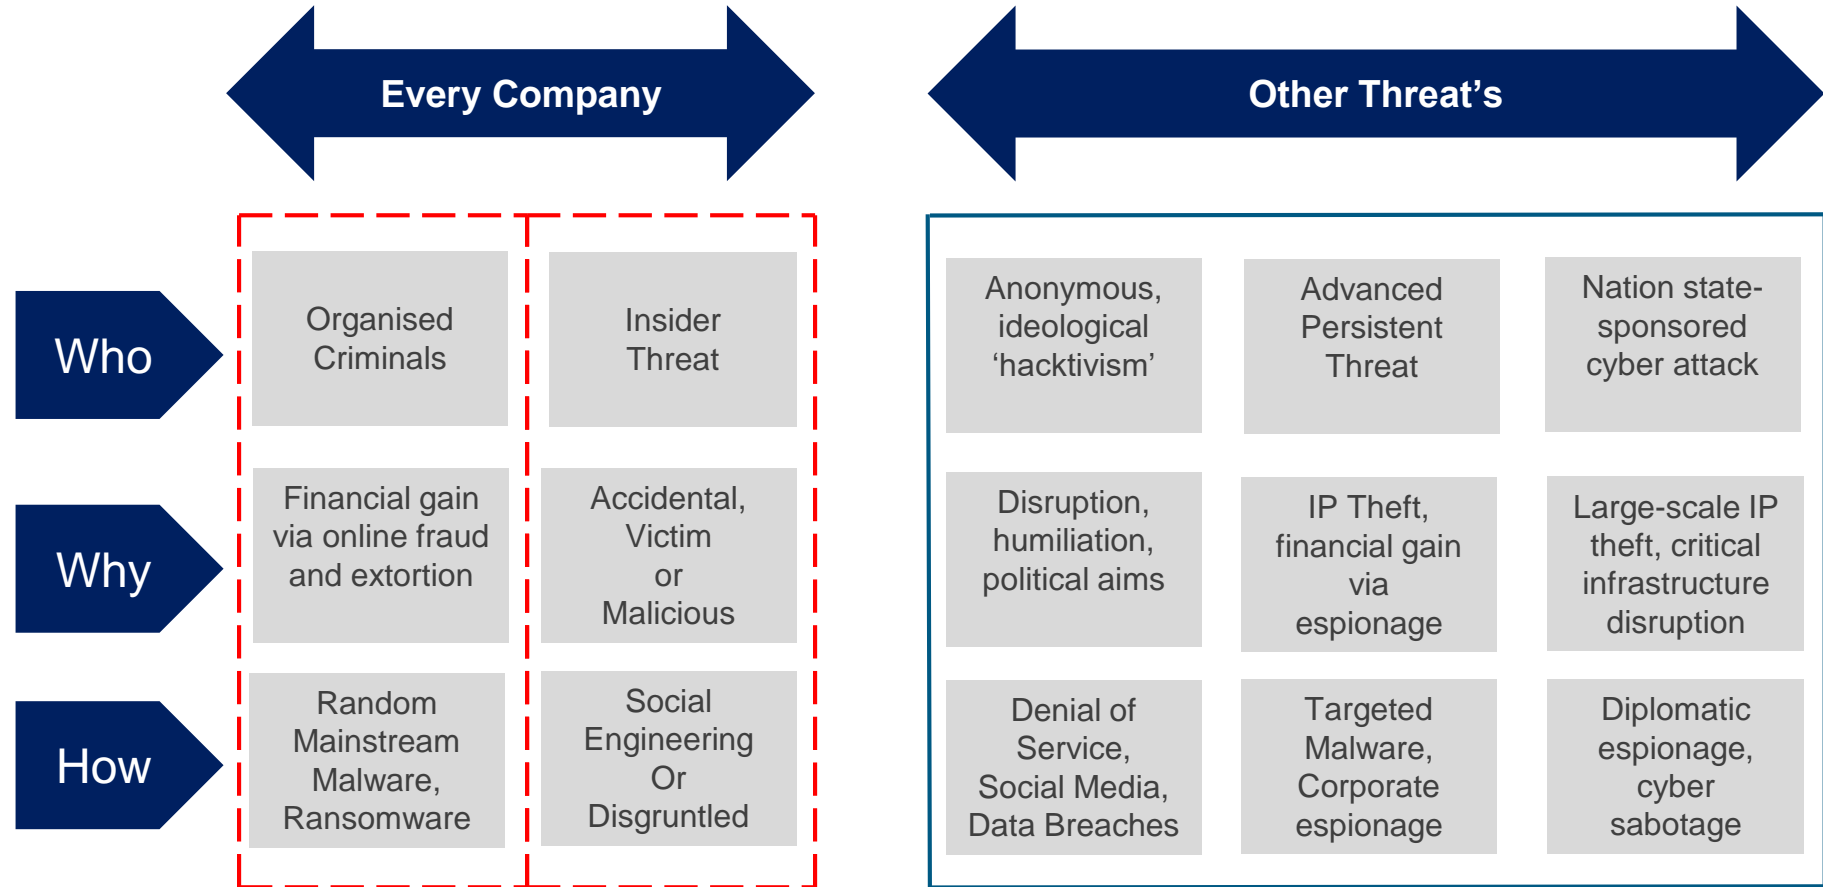 Every Company
Other Threat's
Who
Organised
Criminals
Insider
Threat
Anonymous,
ideological
‘hacktivism’
Advanced
Persistent
Threat
Nation state-
sponsored
cyber attack
Why
Financial gain
via online fraud
and extortion
Accidental,
Victim
or
Malicious
Disruption,
humiliation,
political aims
IP Theft,
financial gain
via
espionage
Large-scale IP
theft, critical
infrastructure
disruption
How
Random
Mainstream
Malware,
Ransomware
Social
Engineering
Or
Disgruntled
Denial of
Service,
Social Media,
Data Breaches
Targeted
Malware,
Corporate
espionage
Diplomatic
espionage,
cyber
sabotage